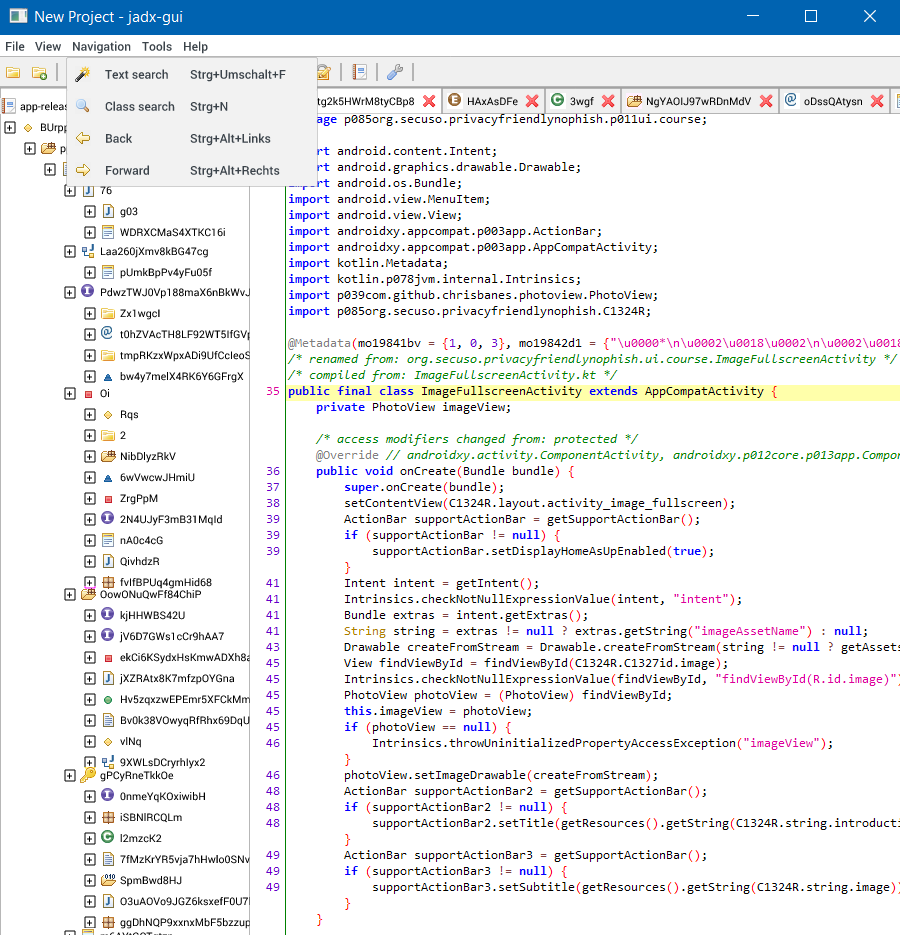 New Project - jadx-gui
File View Navigation Tools Help
Text search Strg+Umschalt+F
Class search Strg+N
Back Strg+Alt+Links
Forward Strg+Alt+Rechts
tg2k5HWrM8tyCBp8 HAxAsDFe 3wgf NgYAOIJ97wRDnMdV oDssQAtysn
app-releas
BUrpp
76
g03
WDRXCMaS4XTKC16i
Laa260jXmv8kBG47cg
pUmkBpPv4yFu05f
PdwzTWJ0Vp188maX6nBkWvJ
Zx1wgcI
t0hZVAcTH8LF92WT5IfGVp
tmpRKzxWpxADi9UfCcIeoS
bw4y7meIX4RK6Y6GFrgX
Oi
Rqs
2
NibDIyzRkV
6wVwcwJHmiU
ZrgPpM
2N4UJyF3mB31MqId
nA0c4cG
QivhdzR
fvIfBPUq4gmHid68
OowONuQwFf84ChiP
kjHHWBS42U
jV6D7GWs1cCr9hAA7
ekCi6KSydxHsKmwADXh8a
jXZRAtx8K7mfzpOYGna
Hv5zqxzwEPEmr5XFCkMm
Bv0k38VOwyqRfRhx69DqU
vINq
9XWLsDCryrhIyx2
gPCyRneTkkOe
0nmeYqKOxiwibH
iSBNIRCQLm
I2mzcK2
7fMzKrYR5vja7hHwIo0SNv
SpmBwd8HJ
O3uAOVo9JGZ6ksxefF0U7
ggDhNQP9xxnxMbF5bzzup
age p085org.secuso.privacyfriendlynophish.p011ui.course;
rt android.content.Intent;
rt android.graphics.drawable.Drawable;
import android.os.Bundle;
import android.view.MenuItem;
import android.view.View;
import androidxy.appcompat.p003app.ActionBar;
import androidxy.appcompat.p003app.AppCompatActivity;
import kotlin.Metadata;
import kotlin.p078jvm.internal.Intrinsics;
import p039com.github.chrisbanes.photoview.PhotoView;
import p085org.secuso.privacyfriendlynophish.C1324R;
@Metadata(mo19841bv = {1, 0, 3}, mo19842d1 = {"\u0000*\n\u0002\u0018\u0002\n\u0002\u0018
/* renamed from: org.secuso.privacyfriendlynophish.ui.course.ImageFullscreenActivity */
/* compiled from: ImageFullscreenActivity.kt */
35 public final class ImageFullscreenActivity extends AppCompatActivity {
private PhotoView imageView;
/* access modifiers changed from: protected */
@Override // androidxy.activity.ComponentActivity, androidxy.p012core.p013app.Compon
36 public void onCreate(Bundle bundle) {
37 super.onCreate(bundle);
38 setContentView(C1324R.layout.activity_image_fullscreen);
39 ActionBar supportActionBar = getSupportActionBar();
39 if (supportActionBar != null) {
39 supportActionBar.setDisplayHomeAsUpEnabled(true);
}
41 Intent intent = getIntent();
41 Intrinsics.checkNotNullExpressionValue(intent, "intent");
41 Bundle extras = intent.getExtras();
41 String string = extras != null ? extras.getString("imageAssetName") : null;
43 Drawable createFromStream = Drawable.createFromStream(string != null ? getAssets
45 View findViewById = findViewById(C1324R.C1327id.image);
45 Intrinsics.checkNotNullExpressionValue(findViewById, "findViewById(R.id.image)")
45 PhotoView photoView = (PhotoView) findViewById;
45 this.imageView = photoView;
45 if (photoView == null) {
46 Intrinsics.throwUninitializedPropertyAccessException("imageView");
}
46 photoView.setImageDrawable(createFromStream);
48 ActionBar supportActionBar2 = getSupportActionBar();
48 if (supportActionBar2 != null) {
48 supportActionBar2.setTitle(getResources().getString(C1324R.string.introducti
}
49 ActionBar supportActionBar3 = getSupportActionBar();
49 if (supportActionBar3 != null) {
49 supportActionBar3.setSubtitle(getResources().getString(C1324R.string.image))
}
}